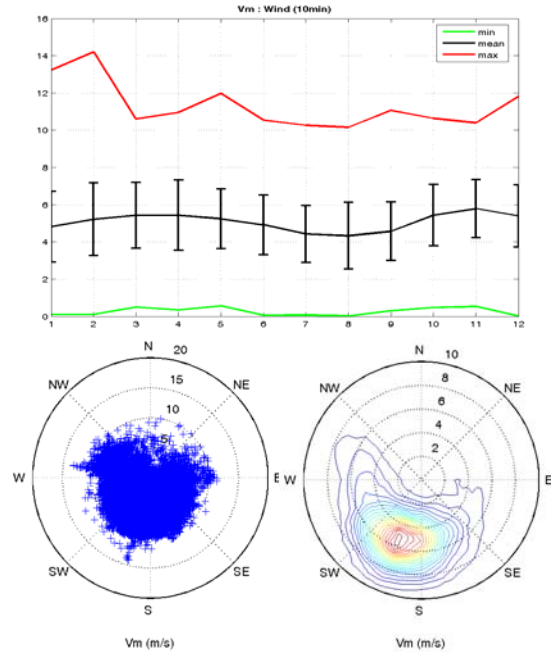 Vm : Wind (10min)
16
14
12
10
8
6
4
2
0
min
mean
max
1 2 3 4 5 6 7 8 9 10 11 12
N
NE
E
SE
S
SW
W
NW
20
15
10
5
Vm (m/s)
N
NE
E
SE
S
SW
W
NW
10
8
6
4
2
Vm (m/s)